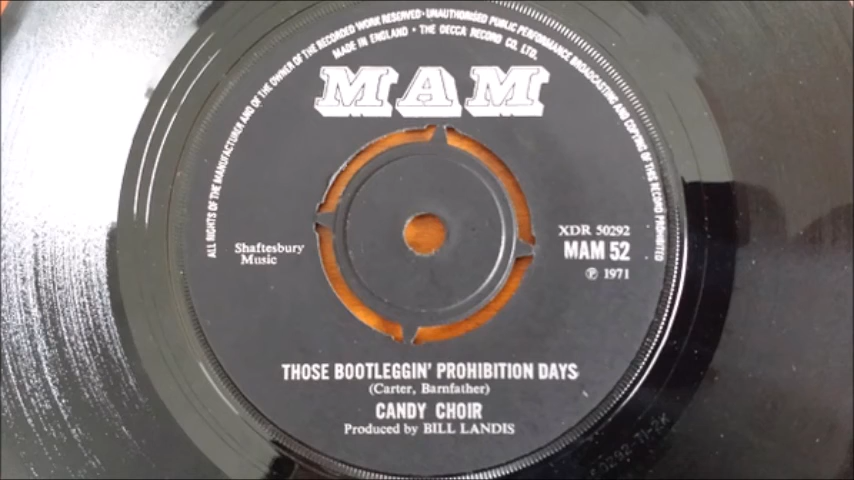 ALL RIGHTS OF THE MANUFACTURER AND OF THE OWNER OF THE RECORDED WORK RESERVED · UNAUTHORISED PUBLIC PERFORMANCE BROADCASTING AND COPYING OF THIS RECORD PROHIBITED
MADE IN ENGLAND · THE DECCA RECORD CO. LTD.
MAM
XDR 50292
Shaftesbury
Music
MAM 52
℗ 1971
THOSE BOOTLEGGIN' PROHIBITION DAYS
(Carter, Barnfather)
CANDY CHOIR
Produced by BILL LANDIS